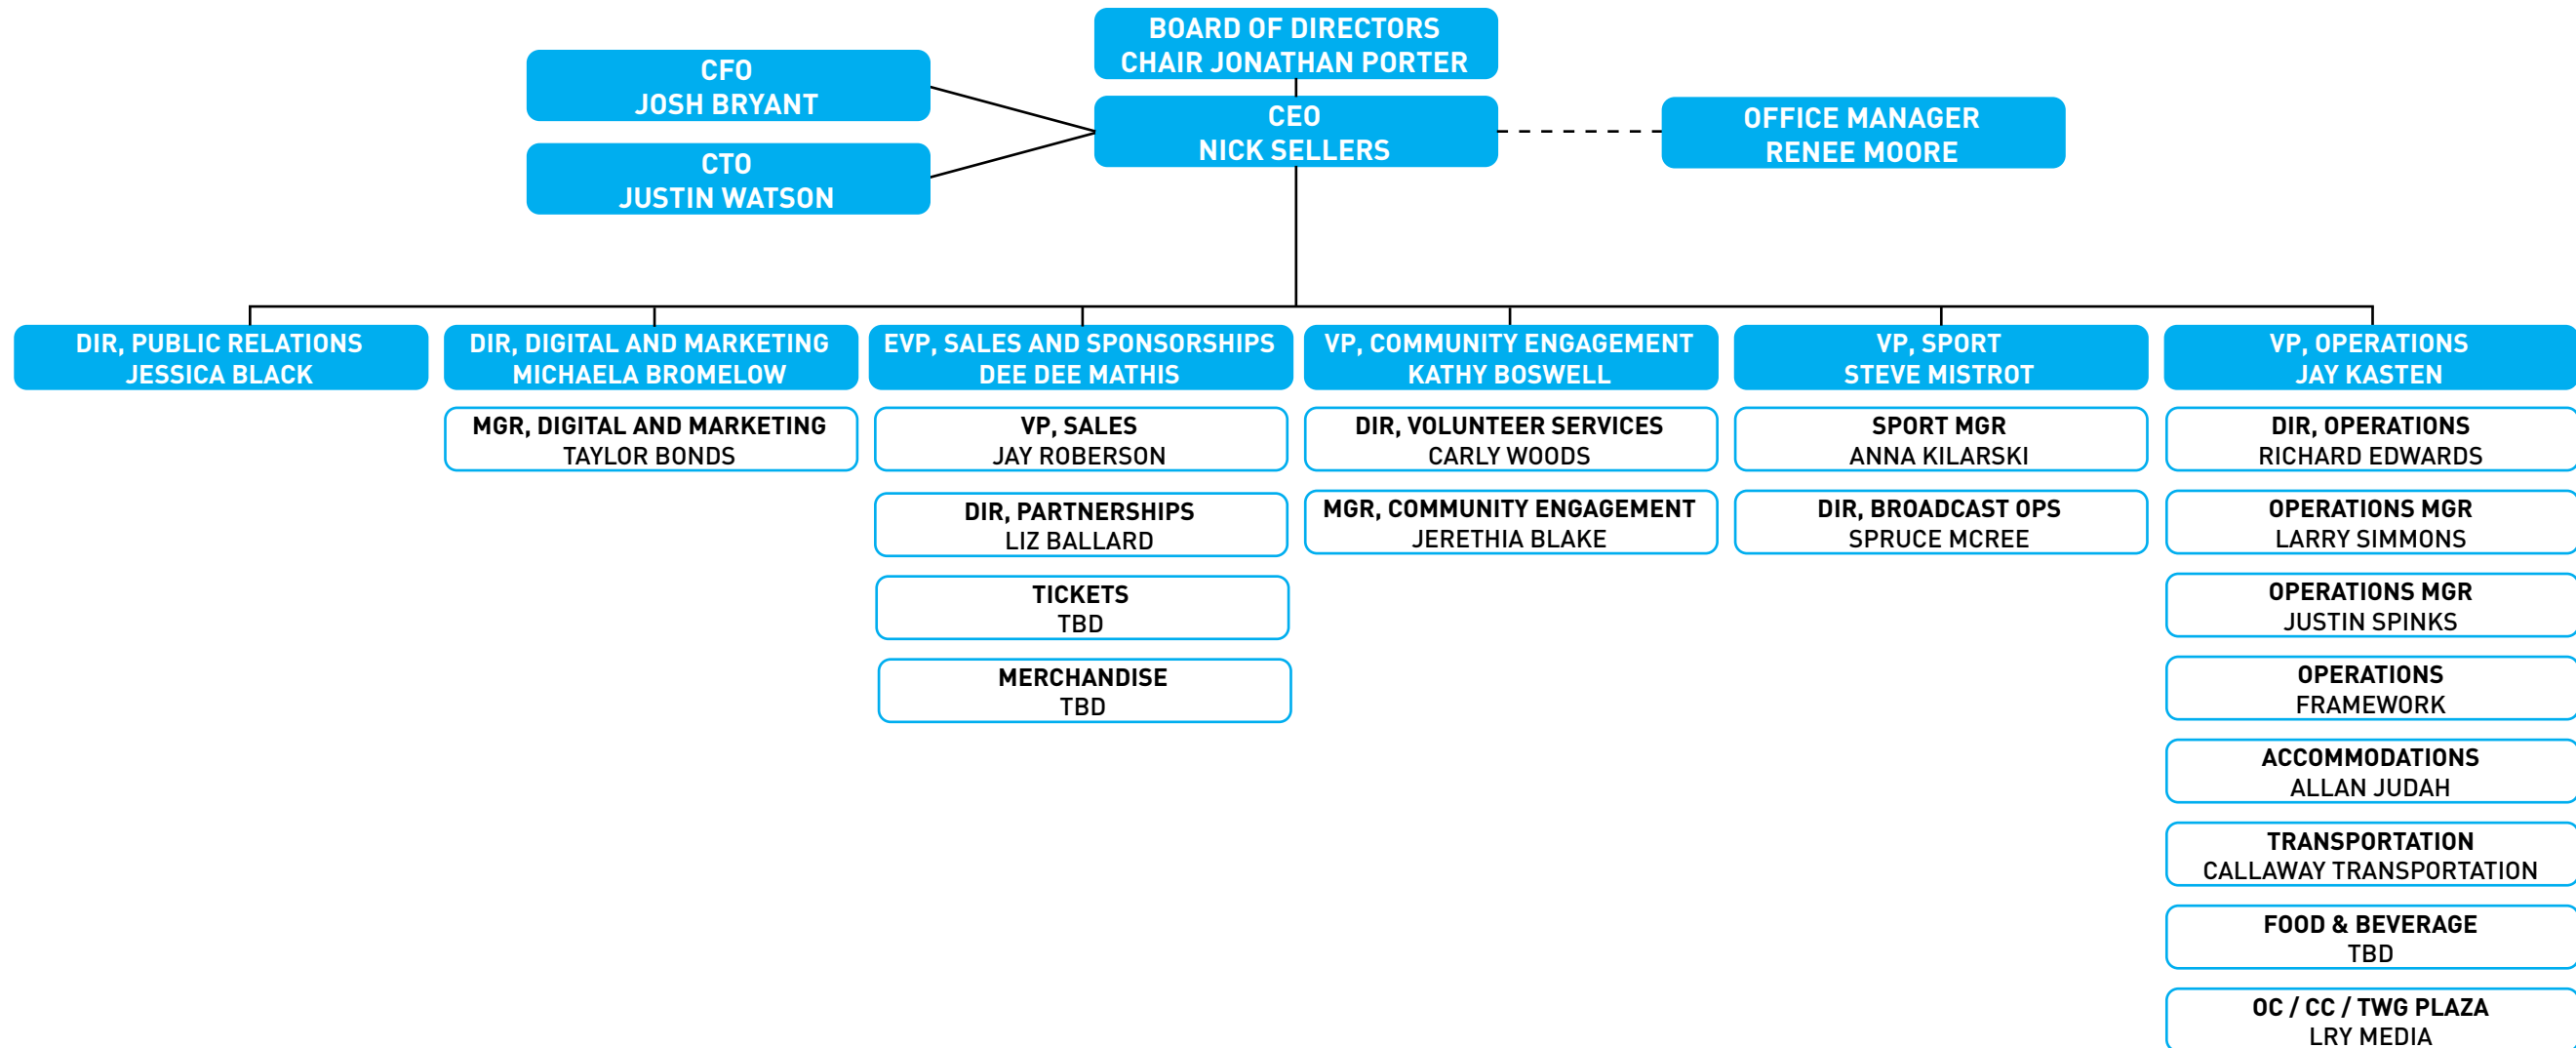 BOARD OF DIRECTORS
CHAIR JONATHAN PORTER
CFO
JOSH BRYANT
CEO
NICK SELLERS
OFFICE MANAGER
RENEE MOORE
CTO
JUSTIN WATSON
DIR, PUBLIC RELATIONS
JESSICA BLACK
DIR, DIGITAL AND MARKETING
MICHAELA BROMELOW
MGR, DIGITAL AND MARKETING
TAYLOR BONDS
EVP, SALES AND SPONSORSHIPS
DEE DEE MATHIS
VP, SALES
JAY ROBERSON
DIR, PARTNERSHIPS
LIZ BALLARD
TICKETS
TBD
MERCHANDISE
TBD
VP, COMMUNITY ENGAGEMENT
KATHY BOSWELL
DIR, VOLUNTEER SERVICES
CARLY WOODS
MGR, COMMUNITY ENGAGEMENT
JERETHIA BLAKE
VP, SPORT
STEVE MISTROT
SPORT MGR
ANNA KILARSKI
DIR, BROADCAST OPS
SPRUCE MCREE
VP, OPERATIONS
JAY KASTEN
DIR, OPERATIONS
RICHARD EDWARDS
OPERATIONS MGR
LARRY SIMMONS
OPERATIONS MGR
JUSTIN SPINKS
OPERATIONS
FRAMEWORK
ACCOMMODATIONS
ALLAN JUDAH
TRANSPORTATION
CALLAWAY TRANSPORTATION
FOOD & BEVERAGE
TBD
OC / CC / TWG PLAZA
LRY MEDIA